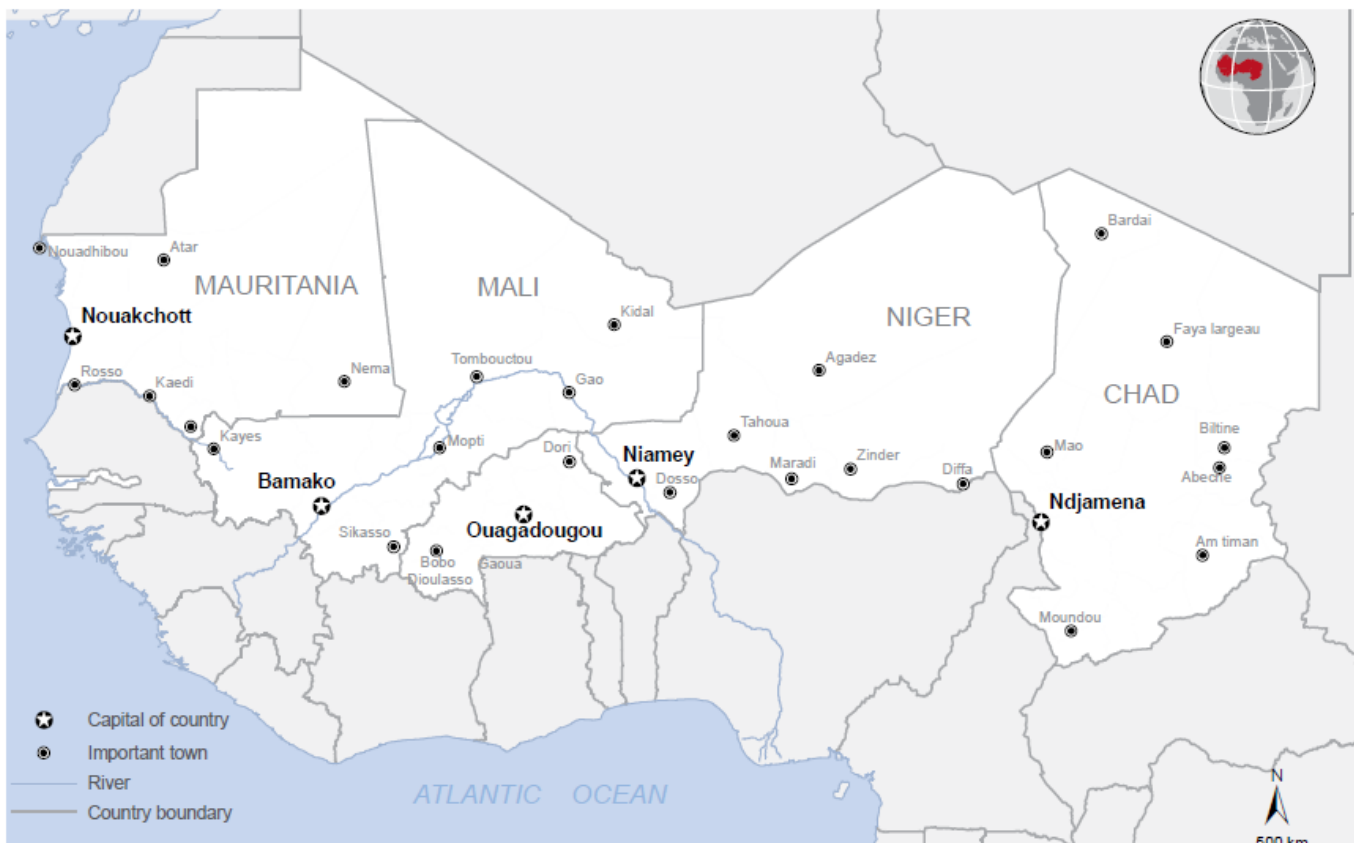 Nouadhibou
Atar
Bardai
MAURITANIA
MALI
Kidal
NIGER
Nouakchott
Faya largeau
Rosso
Kaedi
Nema
Tombouctou
Gao
Agadez
CHAD
Kayes
Mopti
Dori
Niamey
Tahoua
Biltine
Mao
Abeche
Bamako
Dosso
Maradi
Zinder
Diffa
Ndjamena
Sikasso
Ouagadougou
Bobo
Dioulasso
Gaoua
Am timan
Moundou
Capital of country
Important town
River
Country boundary
ATLANTIC OCEAN
N
500 km